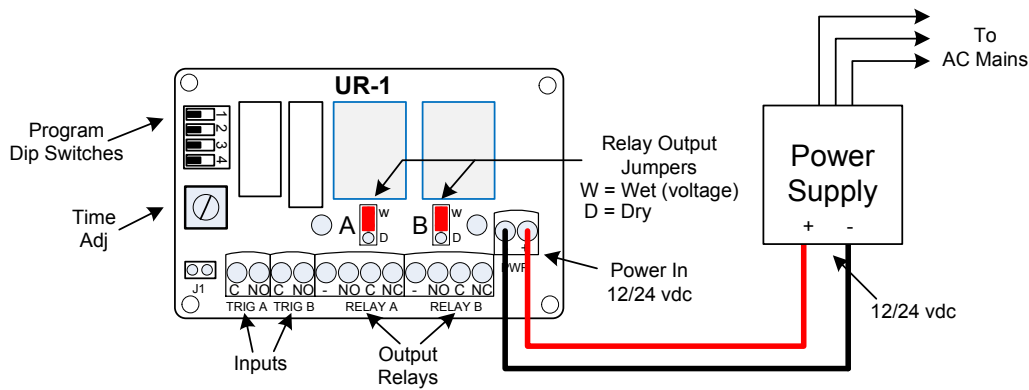 To
AC Mains
UR-1
1
2
3
4
Program
Dip Switches
Relay Output
Jumpers
W = Wet (voltage)
D = Dry
Power
Supply
+ -
Time
Adj
A
W
D
B
W
D
+
PWR
Power In
12/24 vdc
12/24 vdc
J1
C NO C NO - NO C NC - NO C NC
TRIG A TRIG B RELAY A RELAY B
Inputs
Output
Relays